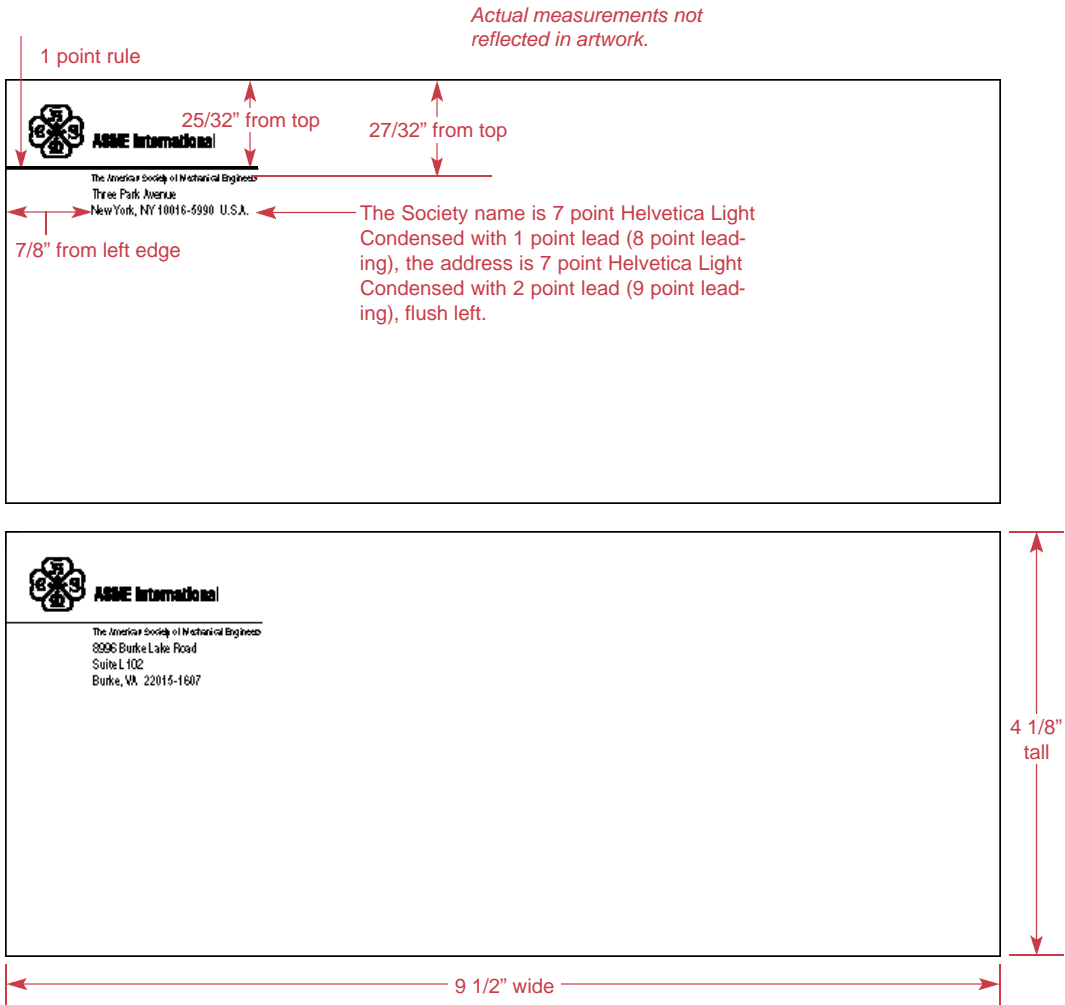 Actual measurements not
reflected in artwork.
1 point rule
25/32” from top
27/32” from top
ASME International
The American Society of Mechanical Engineers
Three Park Avenue
New York, NY 10016-5990 U.S.A.
7/8” from left edge
The Society name is 7 point Helvetica Light
Condensed with 1 point lead (8 point lead-
ing), the address is 7 point Helvetica Light
Condensed with 2 point lead (9 point lead-
ing), flush left.
ASME International
The American Society of Mechanical Engineers
8996 Burke Lake Road
Suite L 102
Burke, VA 22015-1607
4 1/8”
tall
9 1/2” wide